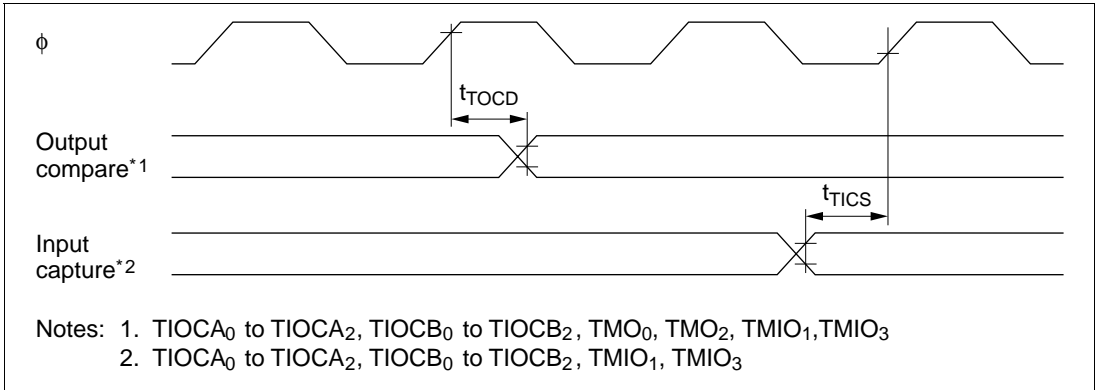 ϕ
tTOCD
Output
compare*1
tTICS
Input
capture*2
Notes: 1. TIOCA0 to TIOCA2, TIOCB0 to TIOCB2, TMO0, TMO2, TMIO1,TMIO3
2. TIOCA0 to TIOCA2, TIOCB0 to TIOCB2, TMIO1, TMIO3